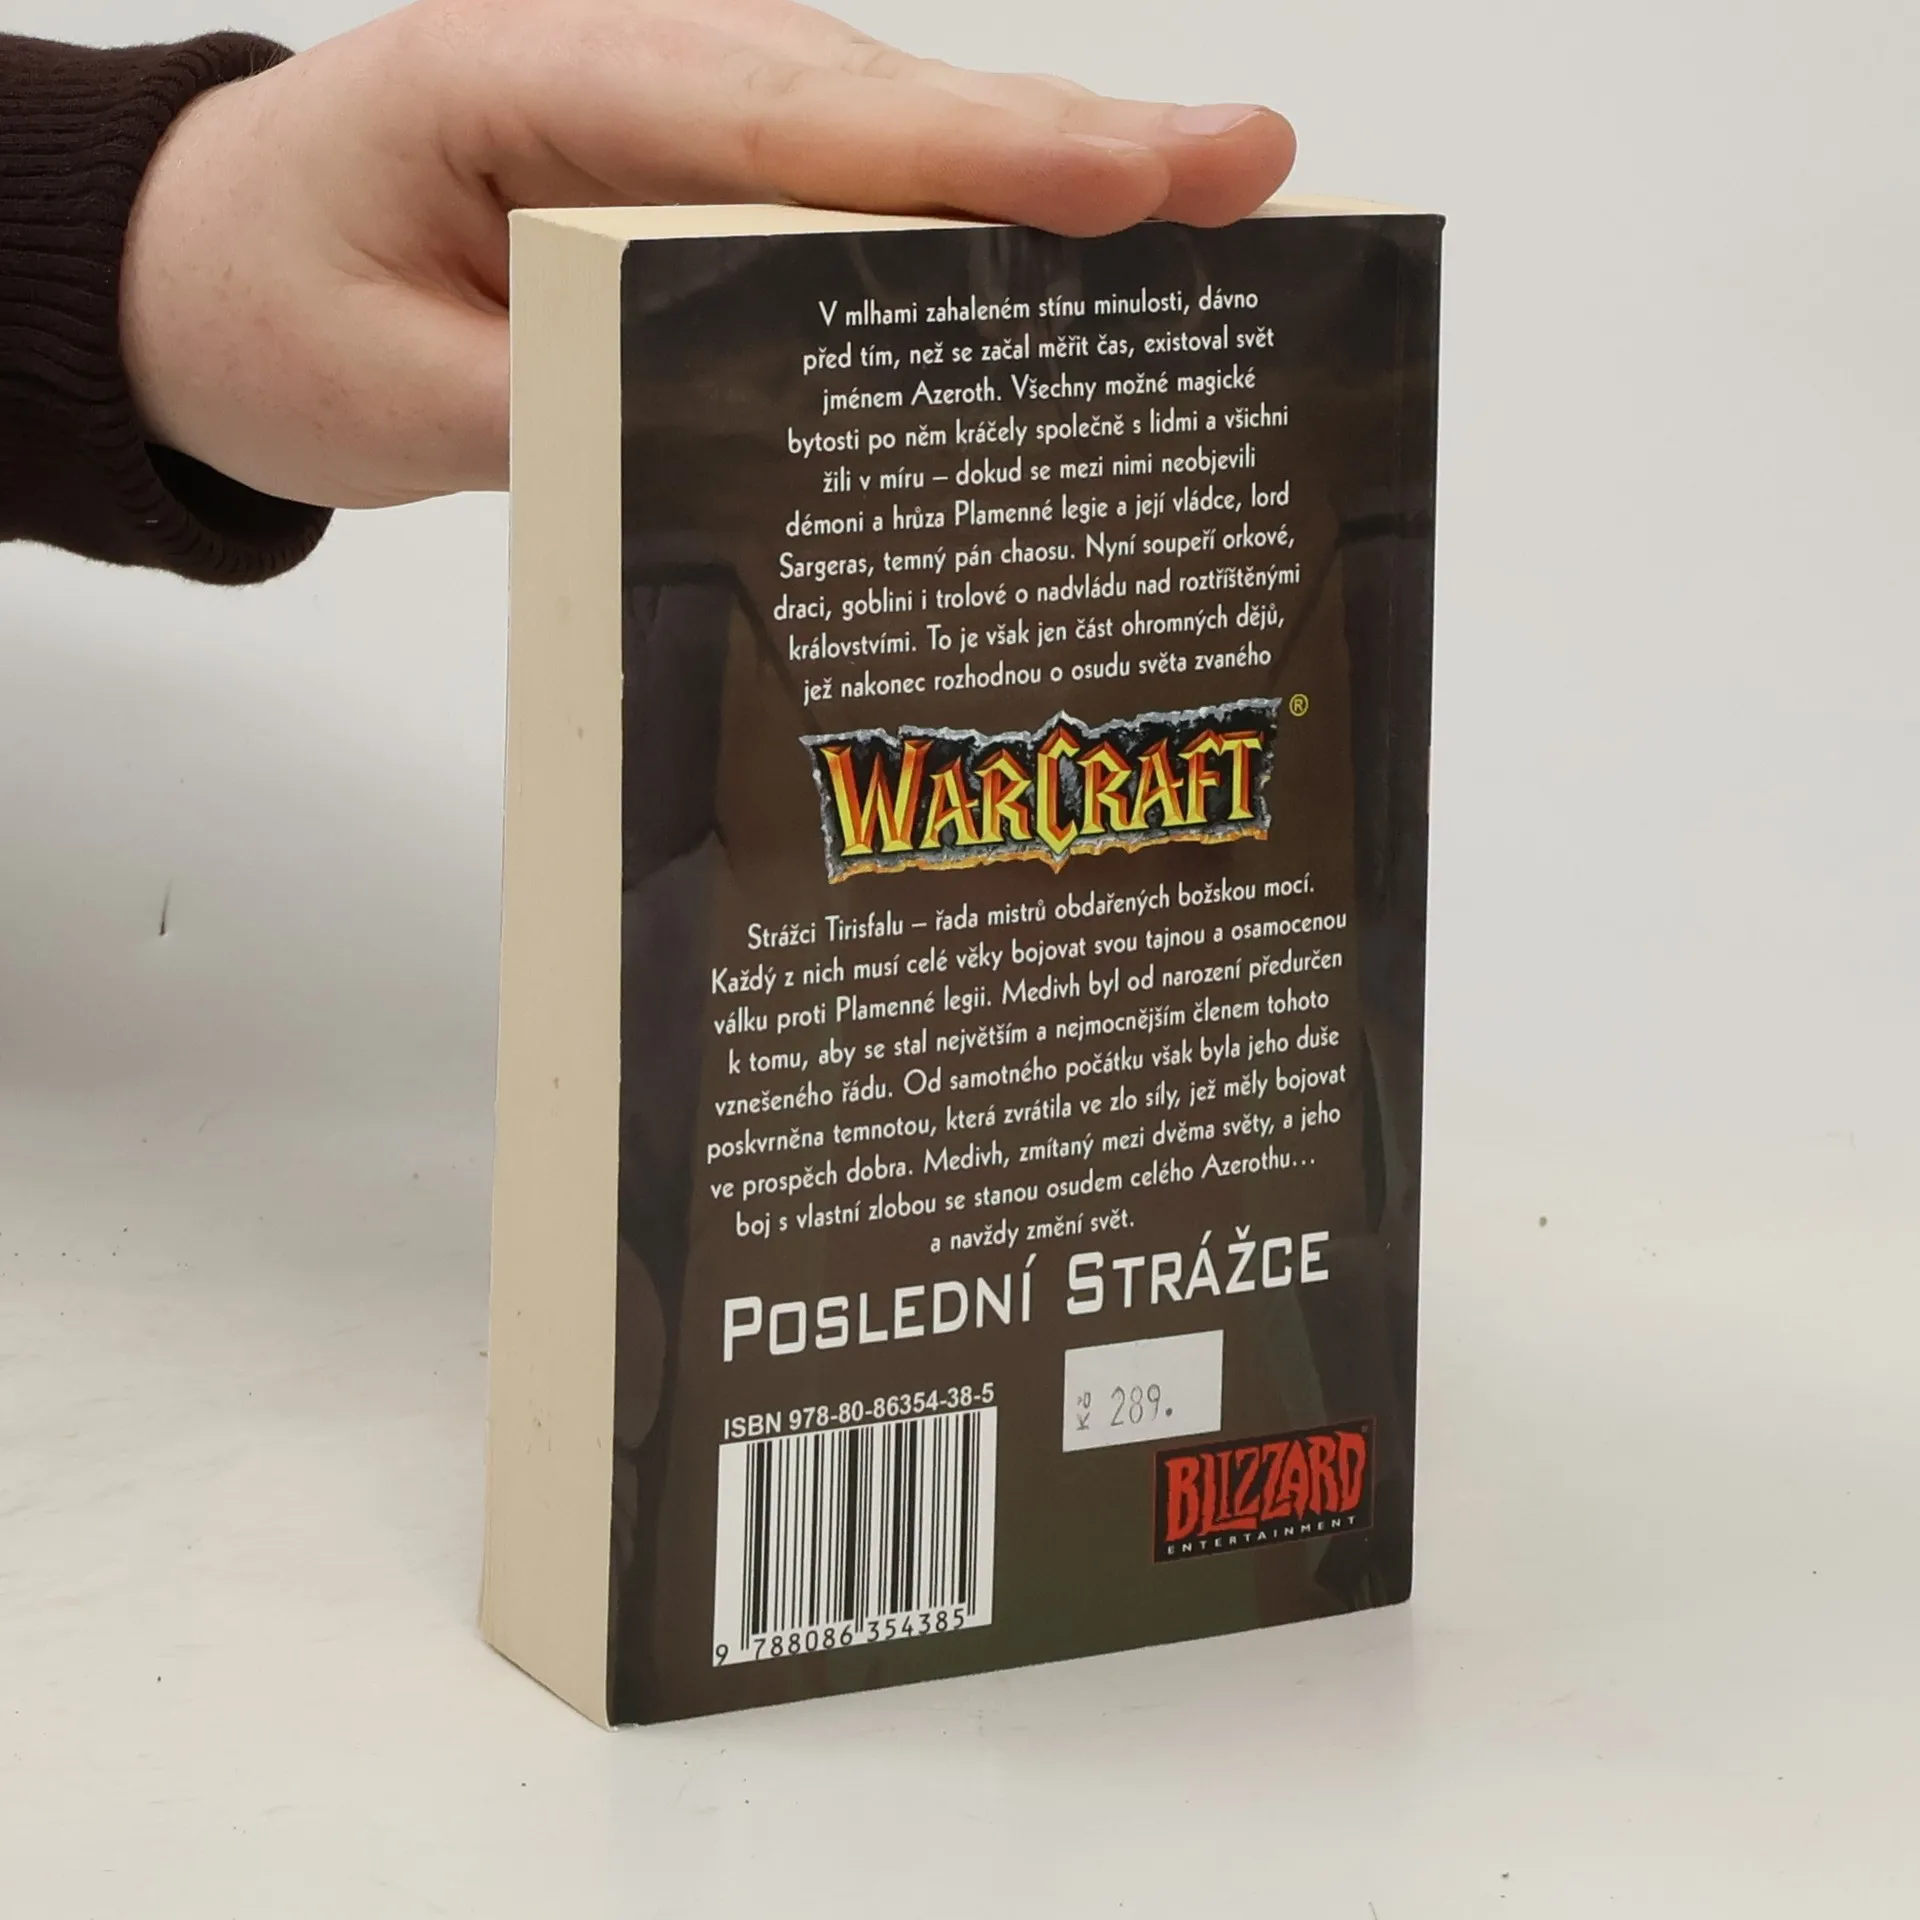 V mlhami zahaleném stínu minulosti, dávno
před tím, než se začal měřit čas, existoval svět
jménem Azeroth. Všechny možné magické
bytosti po něm kráčely společně s lidmi a všichni
žili v míru – dokud se mezi nimi neobjevili
démoni a hrůza Plamenné legie a její vládce, lord
Sargeras, temný pán chaosu. Nyní soupeří orkové,
draci, goblini i trolové o nadvládu nad roztříštěnými
královstvími. To je však jen část ohromných dějů,
jež nakonec rozhodnou o osudu světa zvaného
WARCRAFT®
Strážci Tirisfalu – řada mistrů obdařených božskou mocí.
Každý z nich musí celé věky bojovat svou tajnou a osamocenou
válku proti Plamenné legii. Medivh byl od narození předurčen
k tomu, aby se stal největším a nejmocnějším členem tohoto
vznešeného řádu. Od samotného počátku však byla jeho duše
poskvrněna temnotou, která zvrátila ve zlo síly, jež měly bojovat
ve prospěch dobra. Medivh, zmítaný mezi dvěma světy, a jeho
boj s vlastní zlobou se stanou osudem celého Azerothu...
a navždy změní svět.
POSLEDNÍ STRÁŽCE
Kč 289.
ISBN 978-80-86354-38-5
9 788086 354385
BLIZZARD
ENTERTAINMENT